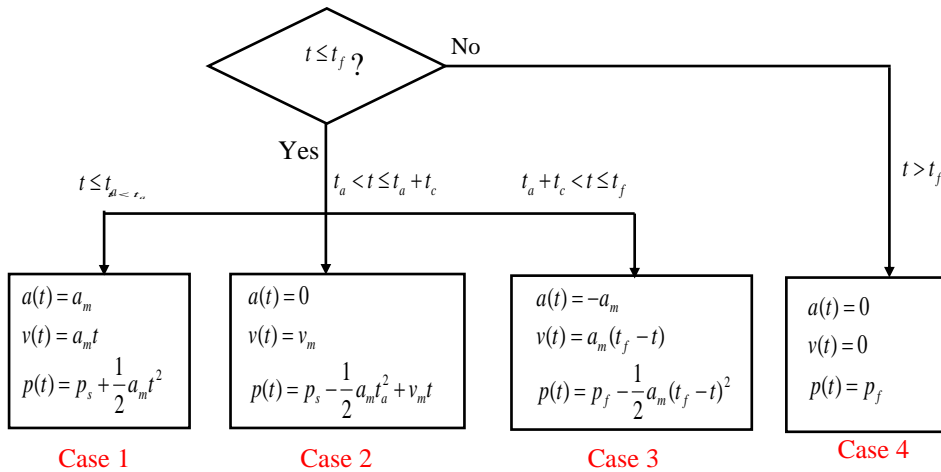 t ≤ t_f ?
No
Yes
t ≤ t_a
t_a < t ≤ t_a + t_c
t_a + t_c < t ≤ t_f
t > t_f
a(t) = a_m
v(t) = a_m t
p(t) = p_s + 1/2 a_m t^2
Case 1
a(t) = 0
v(t) = v_m
p(t) = p_s − 1/2 a_m t_a^2 + v_m t
Case 2
a(t) = −a_m
v(t) = a_m (t_f − t)
p(t) = p_f − 1/2 a_m (t_f − t)^2
Case 3
a(t) = 0
v(t) = 0
p(t) = p_f
Case 4